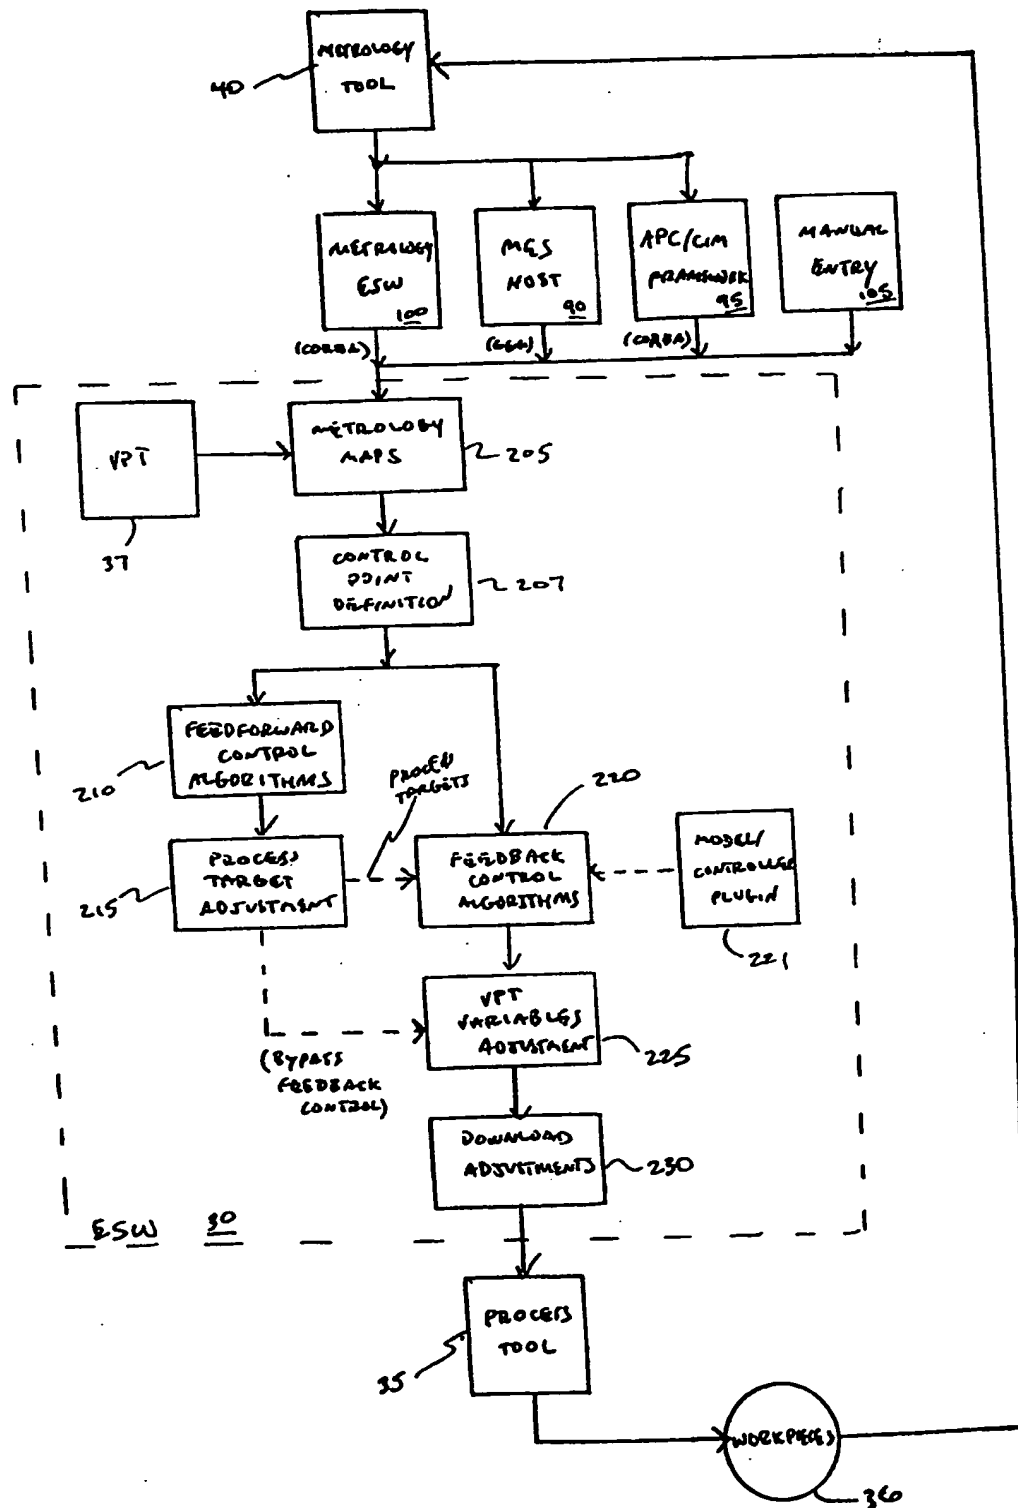 METROLOGY
TOOL
40
METROLOGY
ESW
100
MES
HOST
90
APC/CIM
FRAMEWORK
95
MANUAL
ENTRY
105
(CORBA)
(CORBA)
VPT
37
METROLOGY
MAPS
205
CONTROL
POINT
DEFINITION
207
FEEDFORWARD
CONTROL
ALGORITHMS
210
PROCESS
TARGETS
220
PROCESS
TARGET
ADJUSTMENT
215
FEEDBACK
CONTROL
ALGORITHMS
MODEL/
CONTROLLER
PLUGIN
221
VPT
VARIABLES
ADJUSTMENT
225
(BYPASS
FEEDBACK
CONTROL)
DOWNLOAD
ADJUSTMENTS
230
ESW 30
PROCESS
TOOL
35
WORKPIECES
36